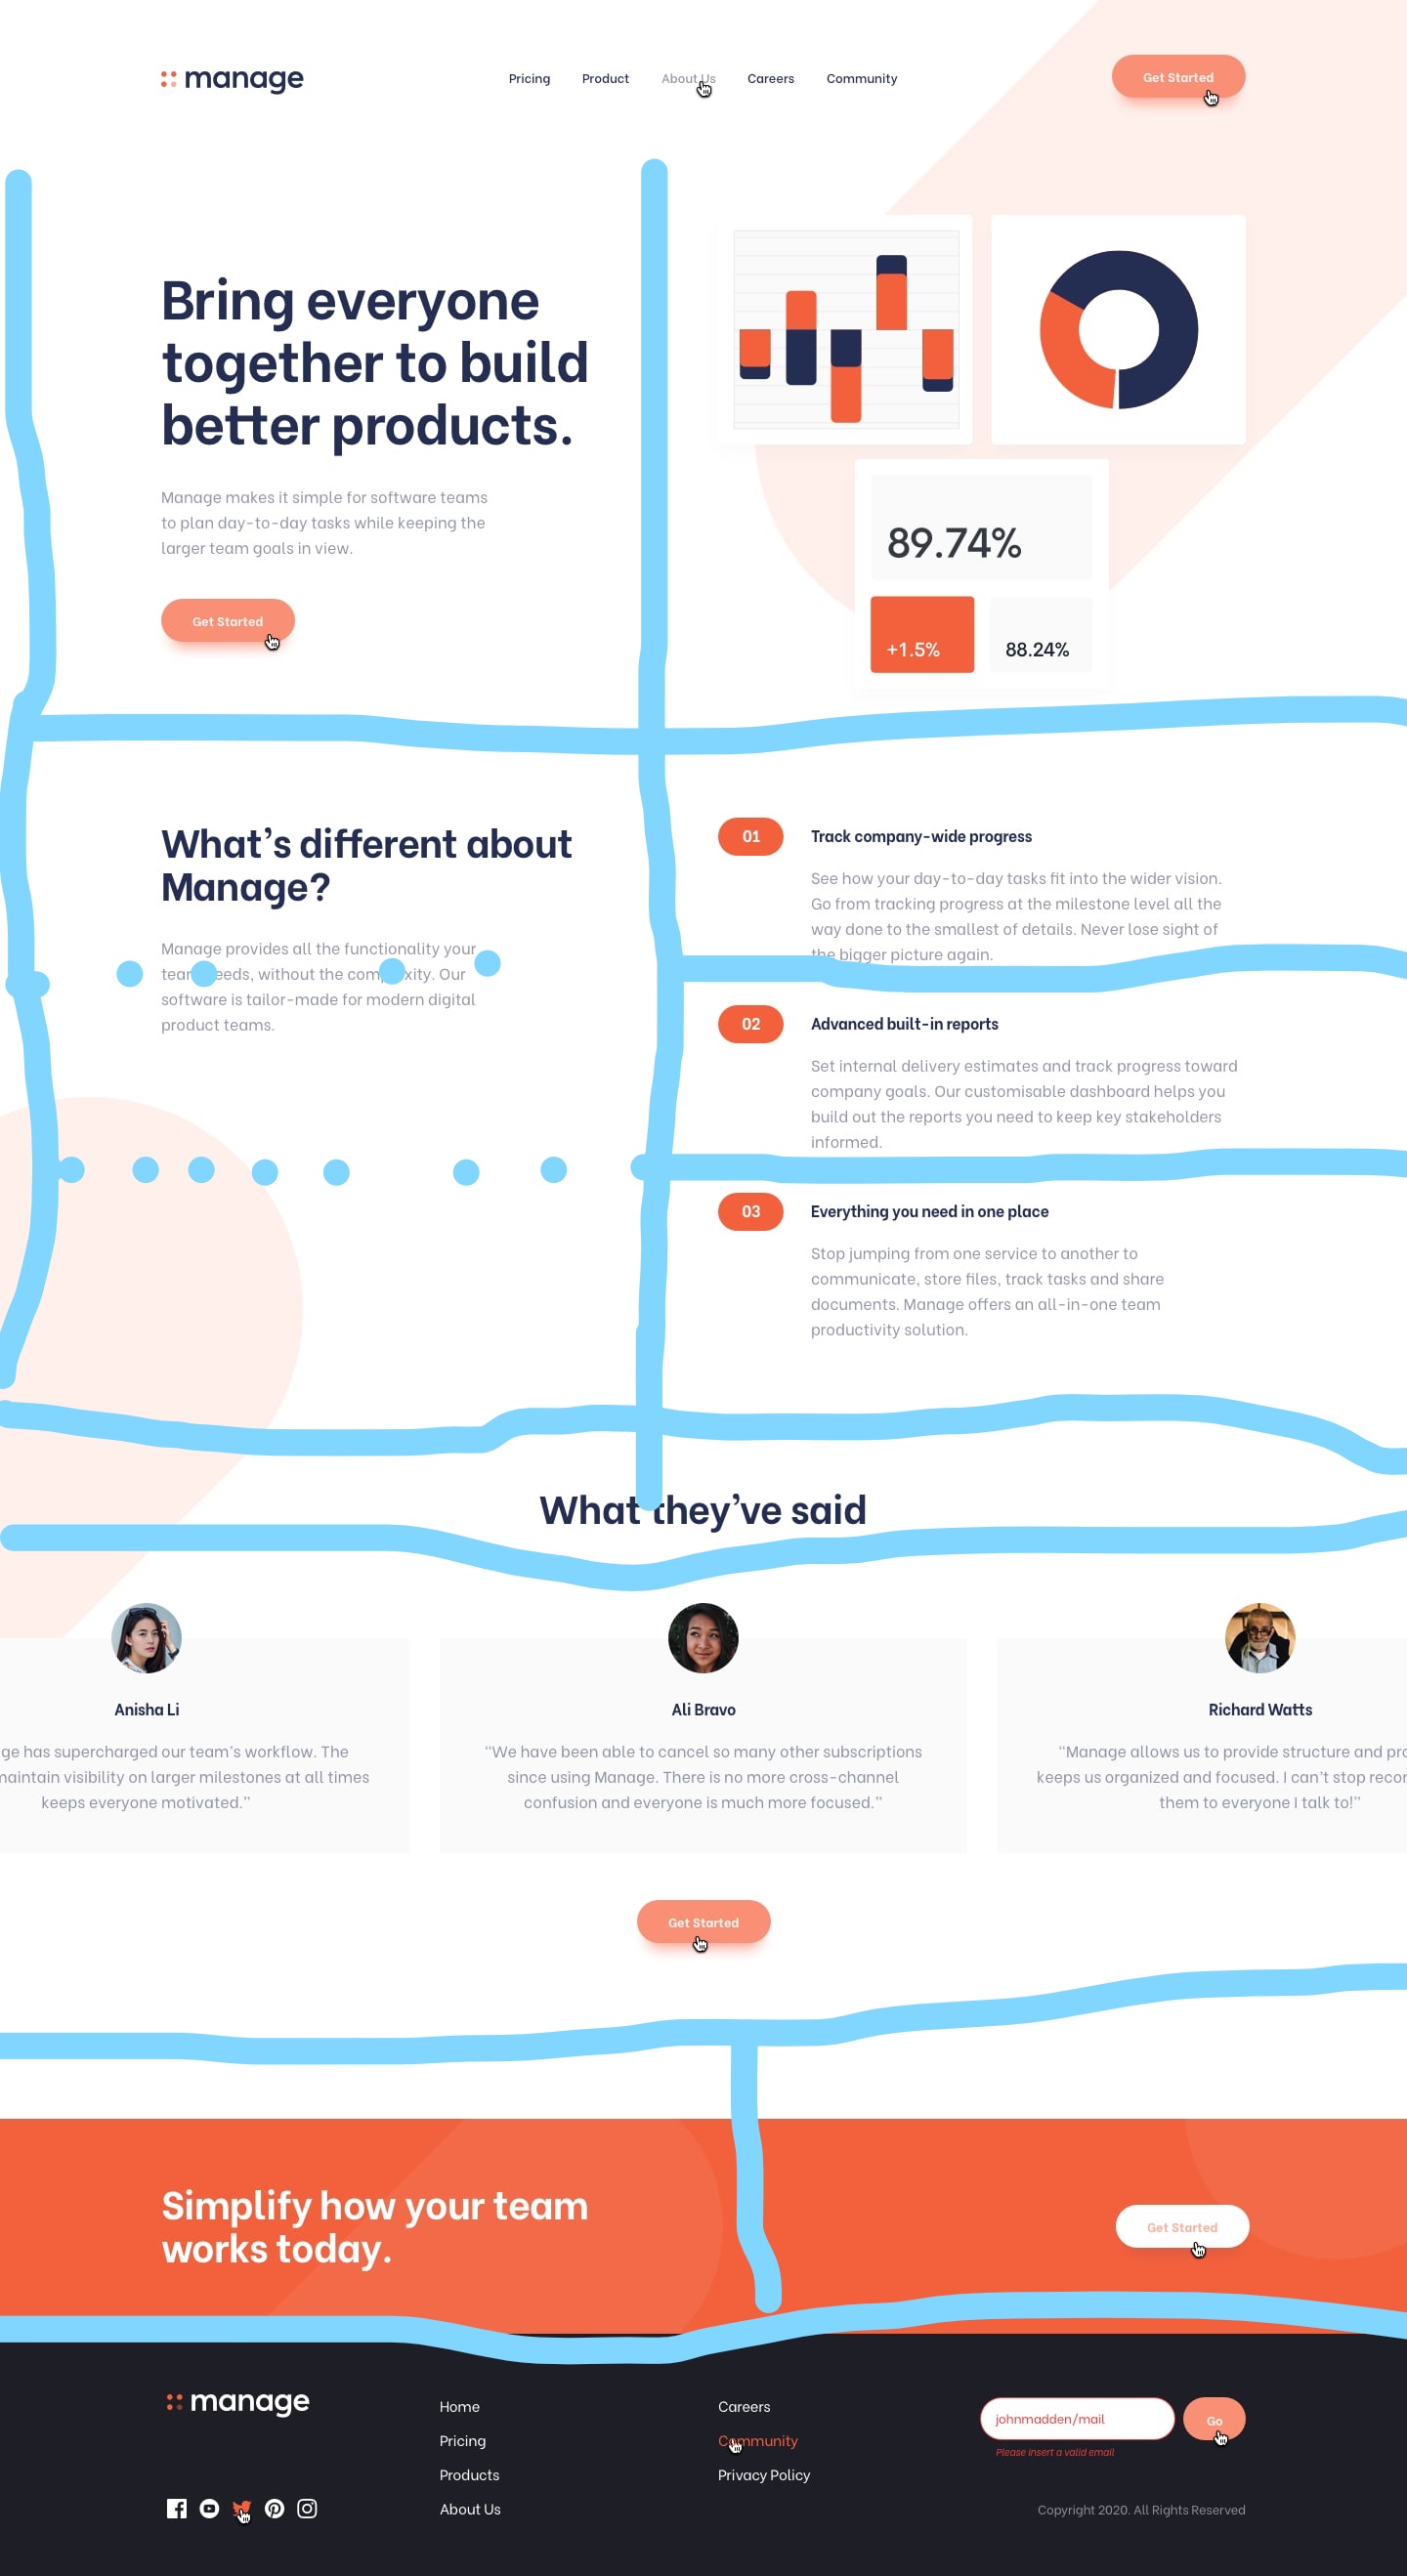 manage
Pricing Product About Us Careers Community
Get Started
Bring everyone
together to build
better products.
Manage makes it simple for software teams
to plan day-to-day tasks while keeping the
larger team goals in view.
Get Started
89.74%
+1.5%
88.24%
What's different about
Manage?
Manage provides all the functionality your
team needs, without the complexity. Our
software is tailor-made for modern digital
product teams.
01
Track company-wide progress
See how your day-to-day tasks fit into the wider vision.
Go from tracking progress at the milestone level all the
way done to the smallest of details. Never lose sight of
the bigger picture again.
02
Advanced built-in reports
Set internal delivery estimates and track progress toward
company goals. Our customisable dashboard helps you
build out the reports you need to keep key stakeholders
informed.
03
Everything you need in one place
Stop jumping from one service to another to
communicate, store files, track tasks and share
documents. Manage offers an all-in-one team
productivity solution.
What they've said
Anisha Li
ge has supercharged our team's workflow. The
maintain visibility on larger milestones at all times
keeps everyone motivated.”
Ali Bravo
“We have been able to cancel so many other subscriptions
since using Manage. There is no more cross-channel
confusion and everyone is much more focused.”
Richard Watts
“Manage allows us to provide structure and pro
keeps us organized and focused. I can't stop recor
them to everyone I talk to!”
Get Started
Simplify how your team
works today.
Get Started
manage
Home
Pricing
Products
About Us
Careers
Community
Privacy Policy
johnmadden/mail
Go
Please insert a valid email
Copyright 2020. All Rights Reserved